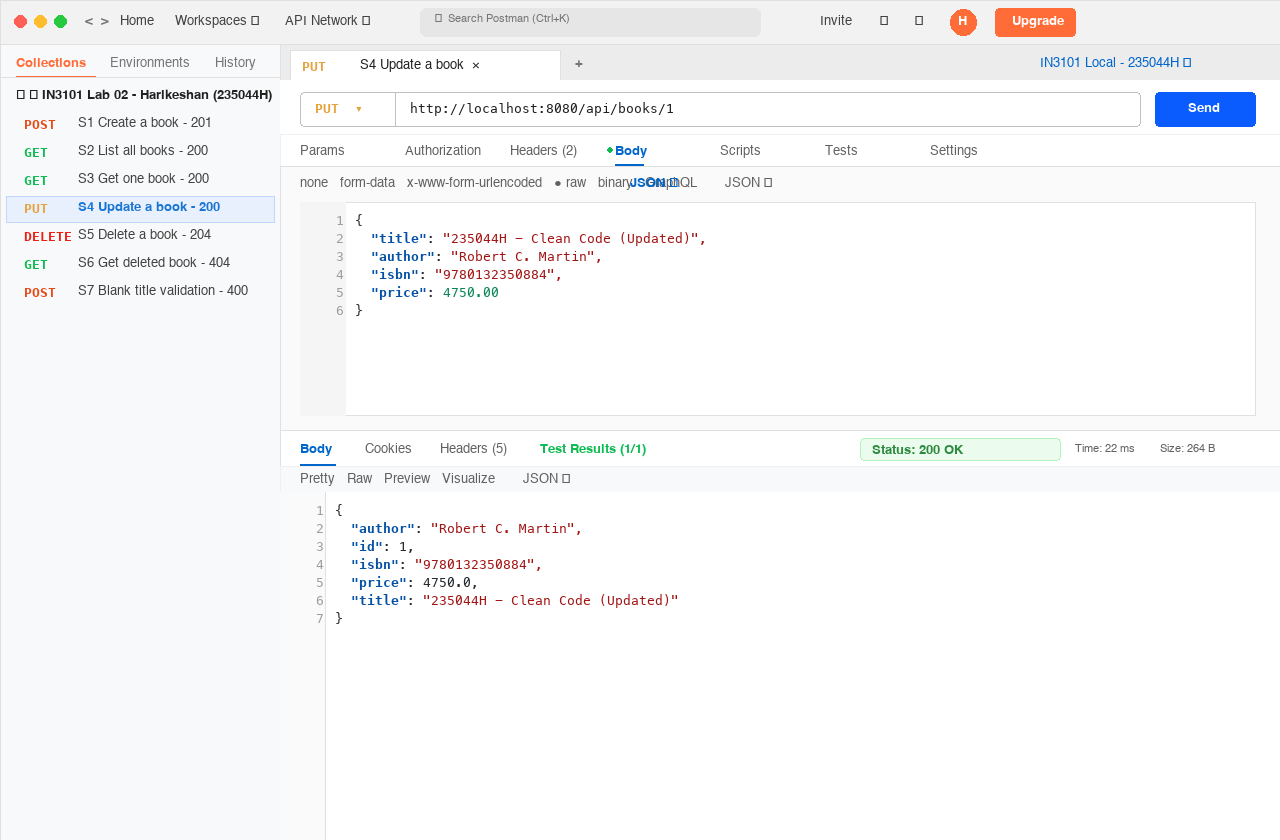 < > Home Workspaces API Network Search Postman (Ctrl+K) Invite H Upgrade
Collections Environments History
PUT S4 Update a book × + IN3101 Local - 235044H
IN3101 Lab 02 - Harikeshan (235044H)
POST S1 Create a book - 201
GET S2 List all books - 200
GET S3 Get one book - 200
PUT S4 Update a book - 200
DELETE S5 Delete a book - 204
GET S6 Get deleted book - 404
POST S7 Blank title validation - 400
PUT ▾ http://localhost:8080/api/books/1 Send
Params Authorization Headers (2) Body Scripts Tests Settings
none form-data x-www-form-urlencoded ● raw binary JSON GraphQL JSON
1 {
2 "title": "235044H – Clean Code (Updated)",
3 "author": "Robert C. Martin",
4 "isbn": "9780132350884",
5 "price": 4750.00
6 }
Body Cookies Headers (5) Test Results (1/1) Status: 200 OK Time: 22 ms Size: 264 B
Pretty Raw Preview Visualize JSON
1 {
2 "author": "Robert C. Martin",
3 "id": 1,
4 "isbn": "9780132350884",
5 "price": 4750.0,
6 "title": "235044H – Clean Code (Updated)"
7 }